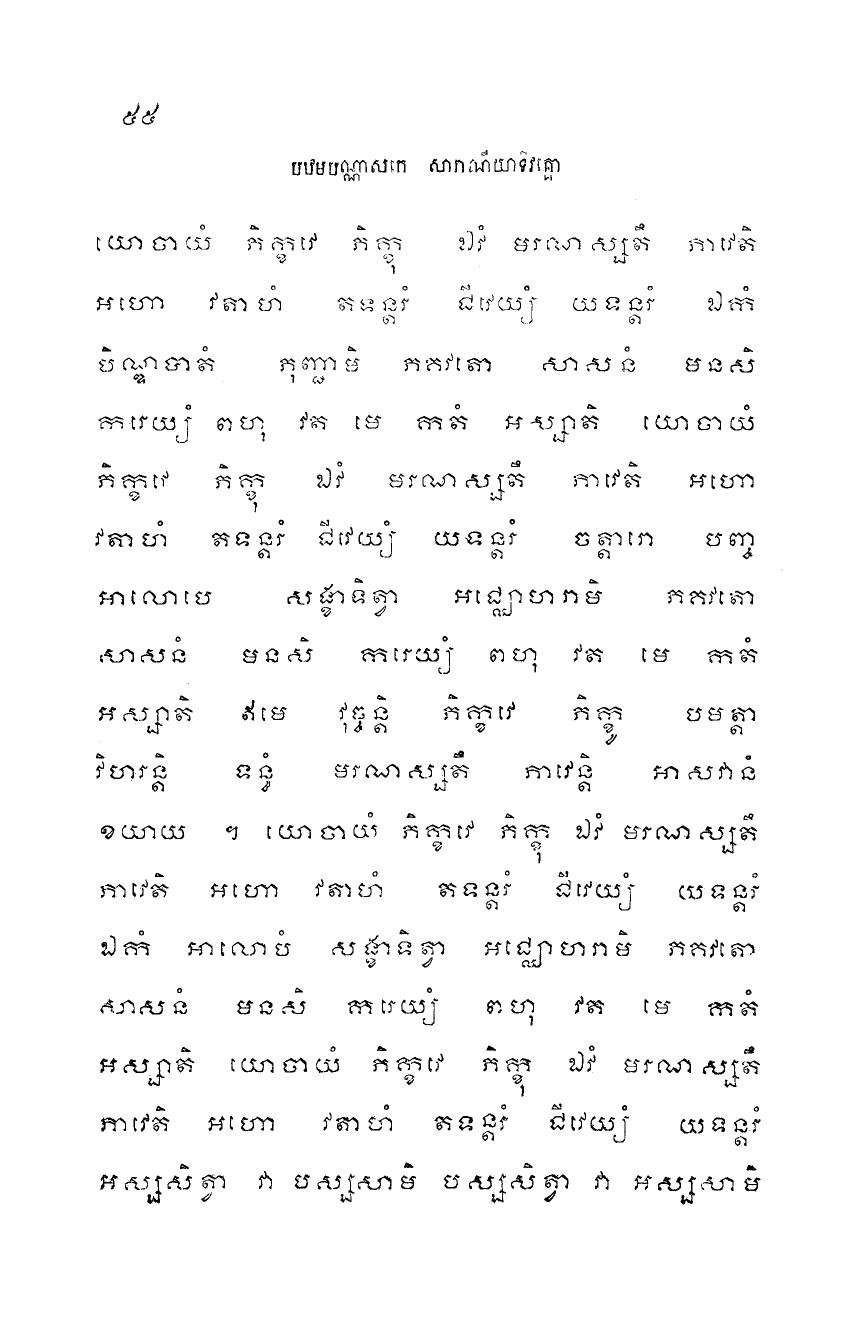 ៥៥
បឋមបណ្ណាសកេ សារាណីយាទិវគ្គោ
យោចាយំ ភិក្ខវេ ភិក្ខុ ឯវំ មរណស្សតឹ ភាវេតិ
អហោ វតាហំ តទន្តរំ ជីវេយ្យំ យទន្តរំ ឯកំ
បិណ្ឌបាតំ ភុញ្ជាមិ ភគវតោ សាសនំ មនសិ
ករេយ្យំ ពហុ វត មេ កតំ អស្សាតិ យោចាយំ
ភិក្ខវេ ភិក្ខុ ឯវំ មរណស្សតឹ ភាវេតិ អហោ
វតាហំ តទន្តរំ ជីវេយ្យំ យទន្តរំ ចត្តារោ បញ្ច
អាលោបេ សង្ខាទិត្វា អជ្ឈោហរាមិ ភគវតោ
សាសនំ មនសិ ករេយ្យំ ពហុ វត មេ កតំ
អស្សាតិ ឥមេ វុច្ចន្តិ ភិក្ខវេ ភិក្ខូ បមត្តា
វិហរន្តិ ទន្ធំ មរណស្សតឹ ភាវេន្តិ អាសវានំ
ខយាយ ។ យោចាយំ ភិក្ខវេ ភិក្ខុ ឯវំ មរណស្សតឹ
ភាវេតិ អហោ វតាហំ តទន្តរំ ជីវេយ្យំ យទន្តរំ
ឯកំ អាលោបំ សង្ខាទិត្វា អជ្ឈោហរាមិ ភគវតោ
សាសនំ មនសិ ករេយ្យំ ពហុ វត មេ កតំ
អស្សាតិ យោចាយំ ភិក្ខវេ ភិក្ខុ ឯវំ មរណស្សតឹ
ភាវេតិ អហោ វតាហំ តទន្តរំ ជីវេយ្យំ យទន្តរំ
អស្សសិត្វា វា បស្សសាមិ បស្សសិត្វា វា អស្សសាមិ